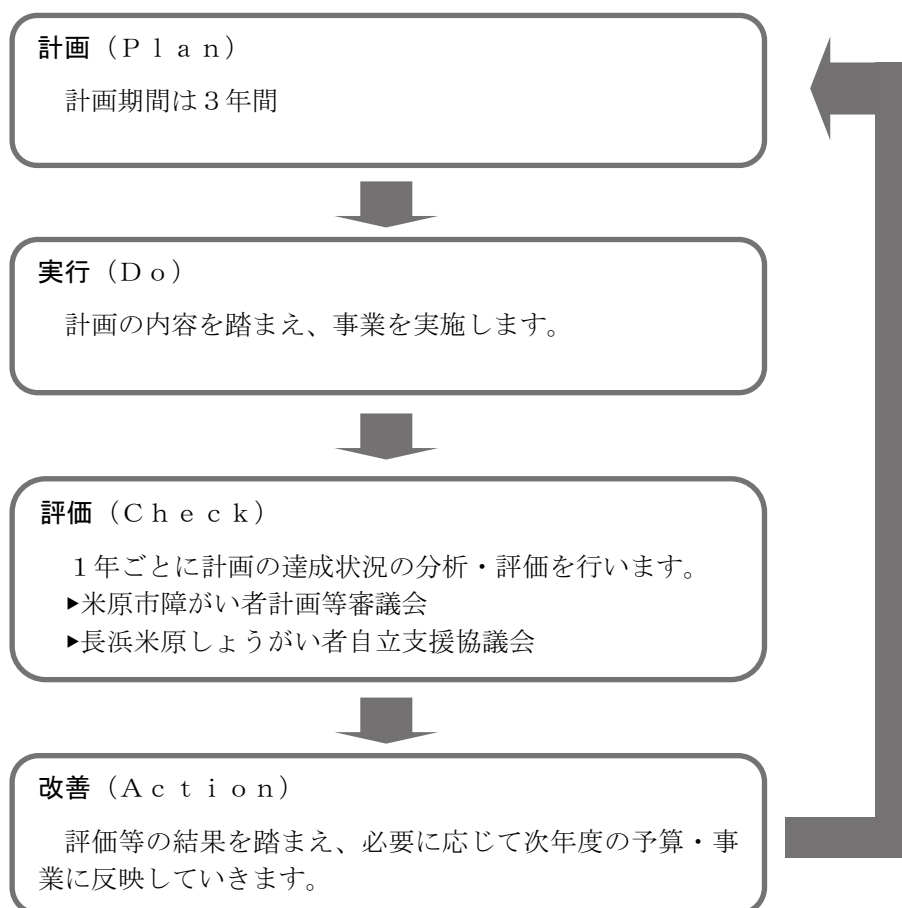 計画（Ｐｌａｎ）
計画期間は３年間
実行（Ｄｏ）
計画の内容を踏まえ、事業を実施します。
評価（Ｃｈｅｃｋ）
１年ごとに計画の達成状況の分析・評価を行います。
▶米原市障がい者計画等審議会
▶長浜米原しょうがい者自立支援協議会
改善（Ａｃｔｉｏｎ）
評価等の結果を踏まえ、必要に応じて次年度の予算・事
業に反映していきます。